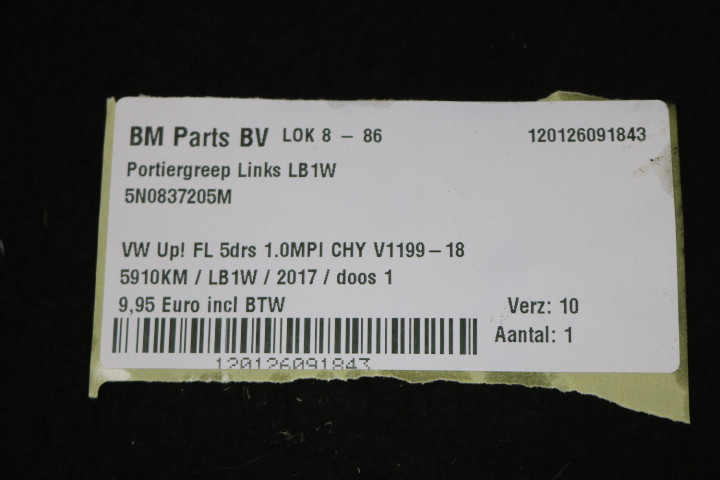 BM Parts BV LOK 8 - 86 120126091843
Portiergreep Links LB1W
5N0837205M
VW Up! FL 5drs 1.0MPI CHY V1199-18
5910KM / LB1W / 2017 / doos 1
9,95 Euro incl BTW Verz: 10
Aantal: 1
120126091843